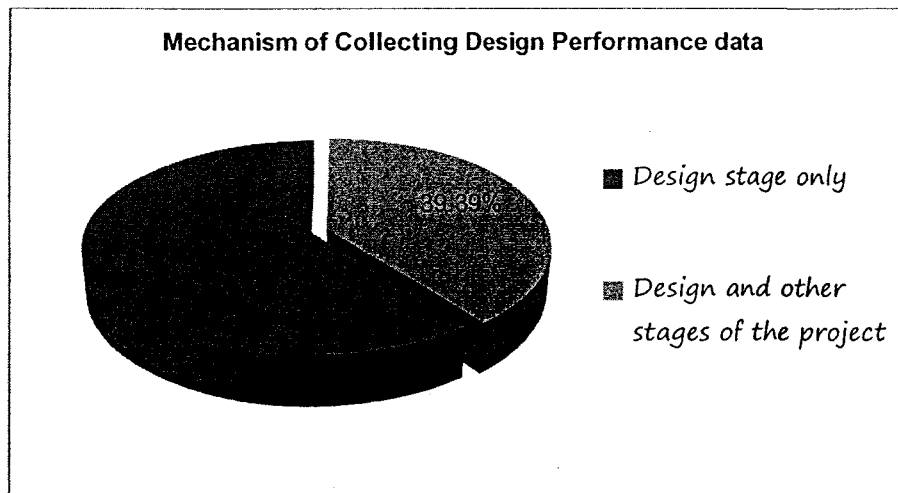 Mechanism of Collecting Design Performance data
39.39%
Design stage only
Design and other
stages of the project